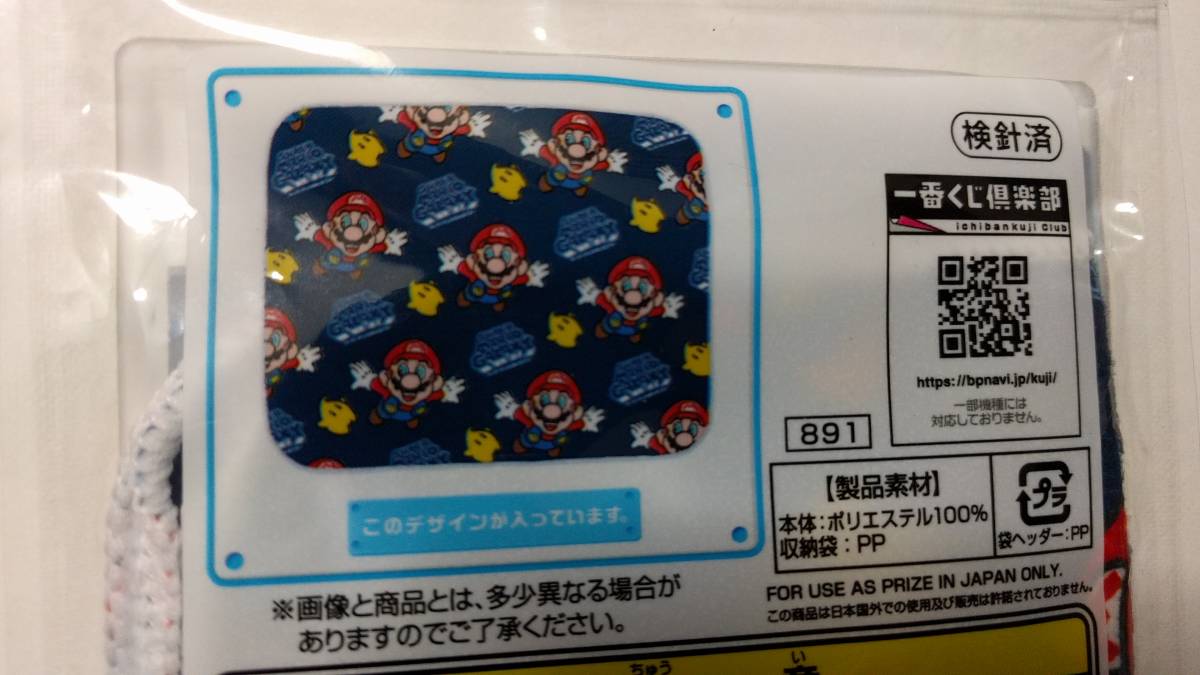 検針済
一番くじ倶楽部
ichibankuji Club
https://bpnavi.jp/kuji/
一部機種には
対応しておりません。
891
【製品素材】
本体:ポリエステル100%
収納袋:PP
プラ
袋ヘッダー:PP
このデザインが入っています。
※画像と商品とは、多少異なる場合が
ありますのでご了承ください。
FOR USE AS PRIZE IN JAPAN ONLY.
この商品は日本国外での使用及び販売は許諾されておりません。
ちゅう
い